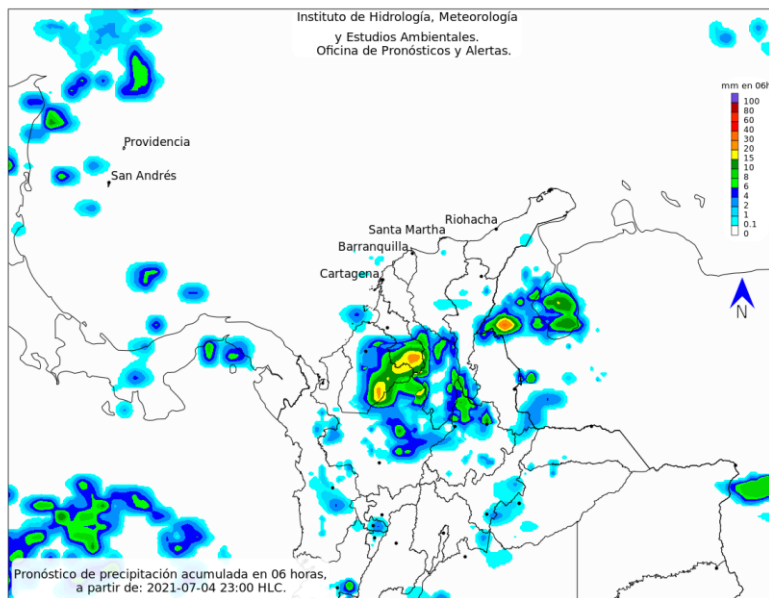 Instituto de Hidrología, Meteorología
y Estudios Ambientales.
Oficina de Pronósticos y Alertas.
mm en 06h
100
80
60
40
30
20
15
10
8
6
4
2
1
0.1
0
Providencia
San Andrés
Riohacha
Santa Martha
Barranquilla
Cartagena
N
Pronóstico de precipitación acumulada en 06 horas,
a partir de: 2021-07-04 23:00 HLC.